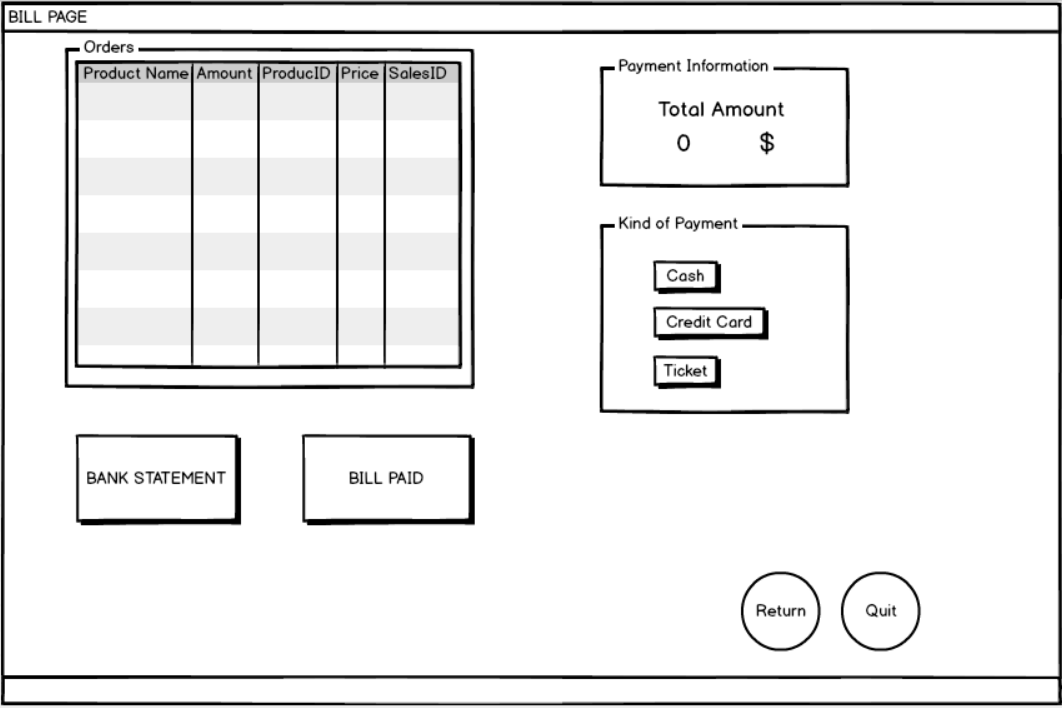 BILL PAGE
Orders
Product Name Amount ProducID Price SalesID
Payment Information
Total Amount
0 $
Kind of Payment
Cash
Credit Card
Ticket
BANK STATEMENT
BILL PAID
Return
Quit